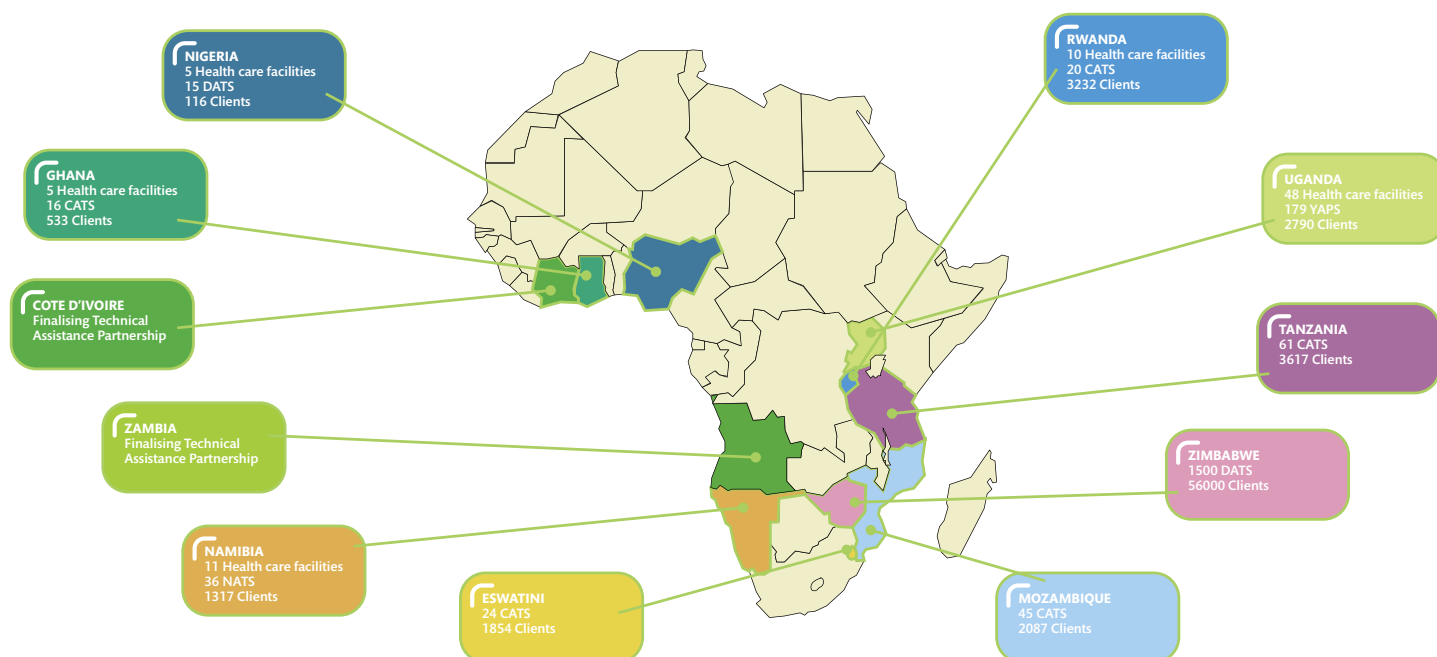 NIGERIA
5 Health care facilities
15 DATS
116 Clients
RWANDA
10 Health care facilities
20 CATS
3232 Clients
GHANA
5 Health care facilities
16 CATS
533 Clients
UGANDA
48 Health care facilities
179 YAPS
2790 Clients
COTE D'IVOIRE
Finalising Technical
Assistance Partnership
TANZANIA
61 CATS
3617 Clients
ZAMBIA
Finalising Technical
Assistance Partnership
ZIMBABWE
1500 DATS
56000 Clients
NAMIBIA
11 Health care facilities
36 NATS
1317 Clients
ESWATINI
24 CATS
1854 Clients
MOZAMBIQUE
45 CATS
2087 Clients